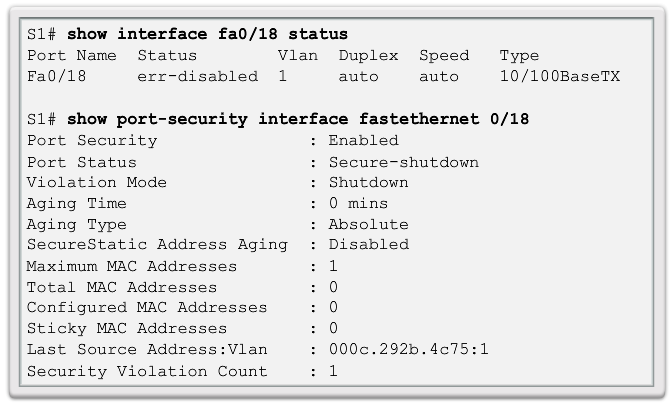 S1# show interface fa0/18 status
Port Name Status Vlan Duplex Speed Type
Fa0/18 err-disabled 1 auto auto 10/100BaseTX
S1# show port-security interface fastethernet 0/18
Port Security : Enabled
Port Status : Secure-shutdown
Violation Mode : Shutdown
Aging Time : 0 mins
Aging Type : Absolute
SecureStatic Address Aging : Disabled
Maximum MAC Addresses : 1
Total MAC Addresses : 0
Configured MAC Addresses : 0
Sticky MAC Addresses : 0
Last Source Address:Vlan : 000c.292b.4c75:1
Security Violation Count : 1